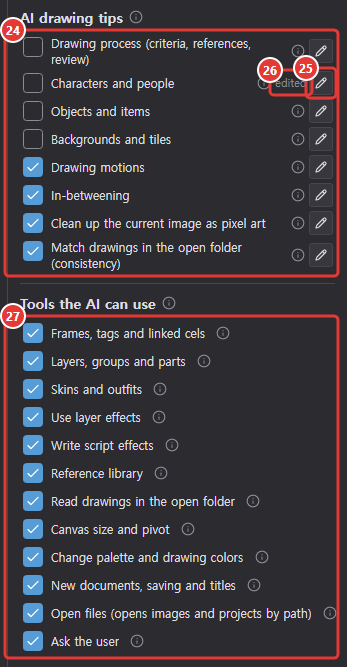 AI drawing tips
24
Drawing process (criteria, references,
review)
26
25
Characters and people
edited
Objects and items
Backgrounds and tiles
Drawing motions
In-betweening
Clean up the current image as pixel art
Match drawings in the open folder
(consistency)
Tools the AI can use
27
Frames, tags and linked cels
Layers, groups and parts
Skins and outfits
Use layer effects
Write script effects
Reference library
Read drawings in the open folder
Canvas size and pivot
Change palette and drawing colors
New documents, saving and titles
Open files (opens images and projects by path)
Ask the user